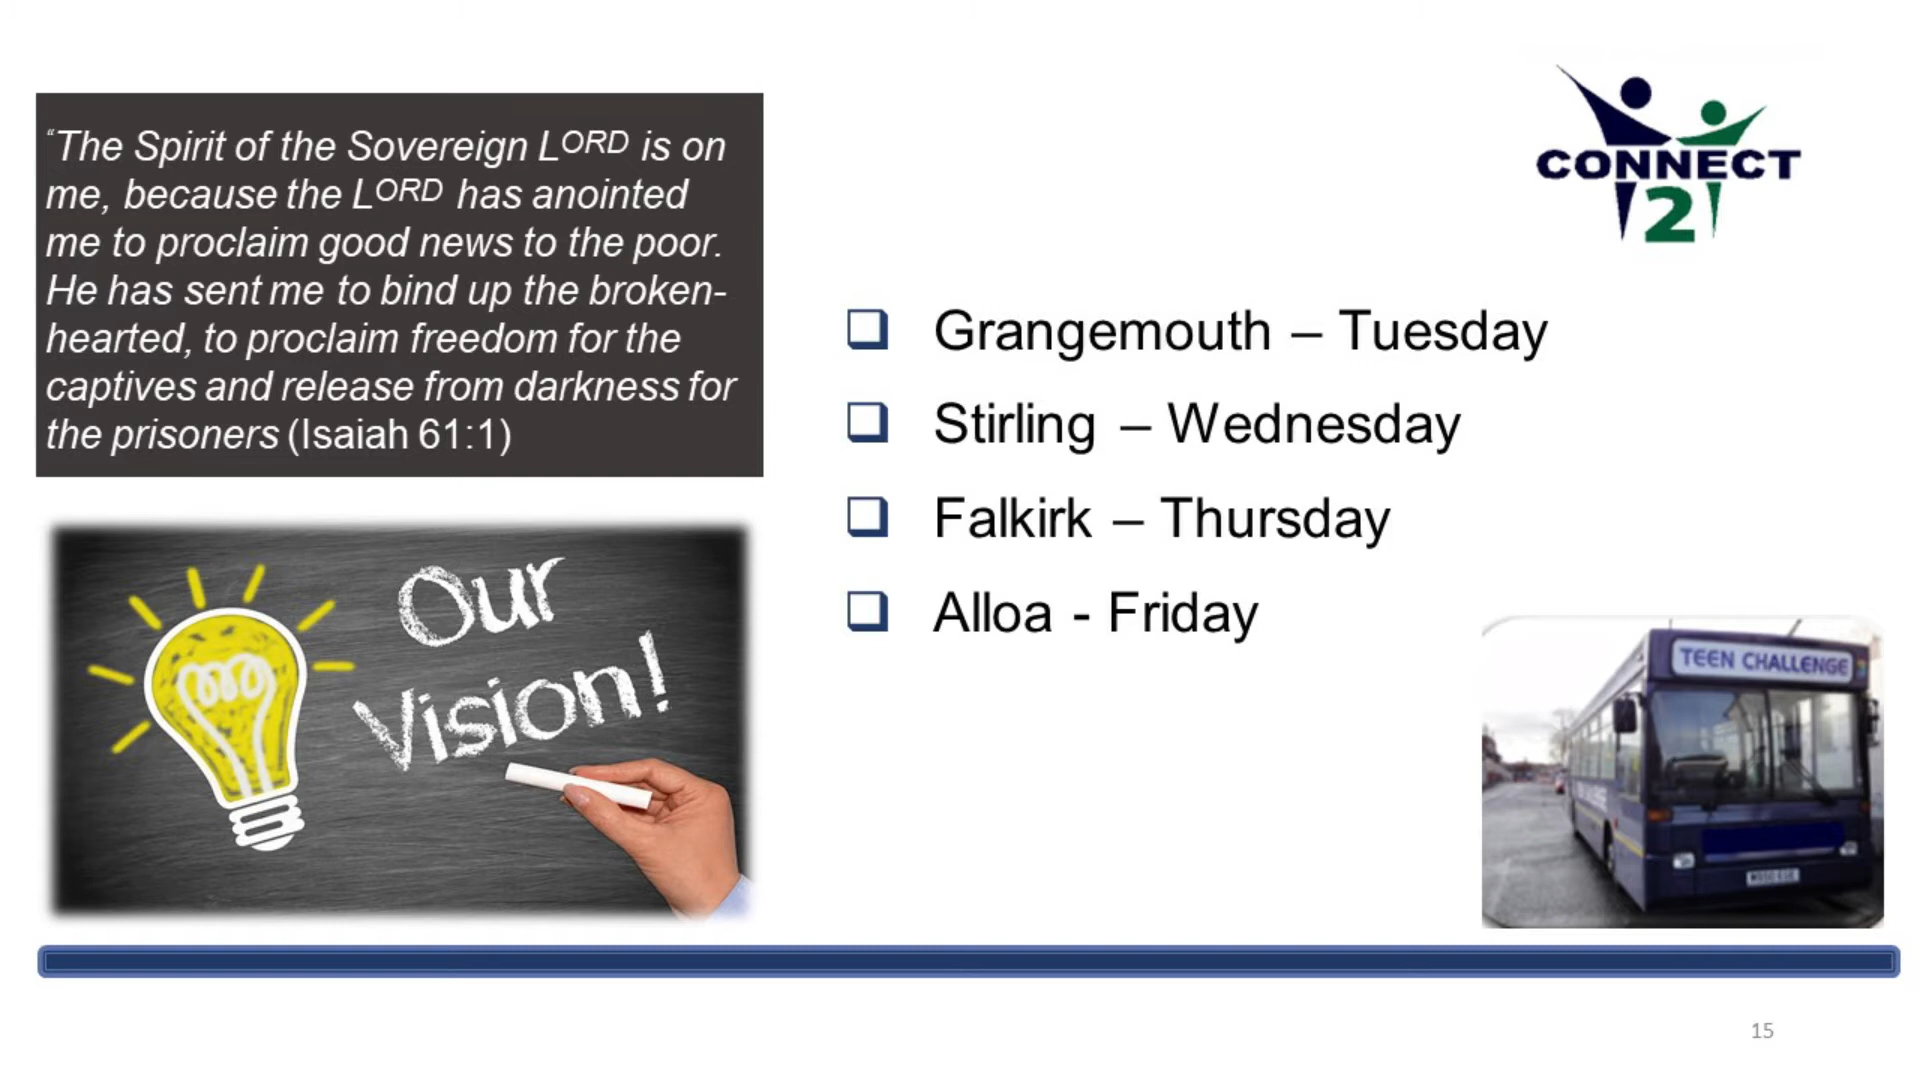 “The Spirit of the Sovereign LORD is on
me, because the LORD has anointed
me to proclaim good news to the poor.
He has sent me to bind up the broken-
hearted, to proclaim freedom for the
captives and release from darkness for
the prisoners (Isaiah 61:1)
Our
Vision!
CONNECT
2
Grangemouth – Tuesday
Stirling – Wednesday
Falkirk – Thursday
Alloa - Friday
TEEN CHALLENGE
15